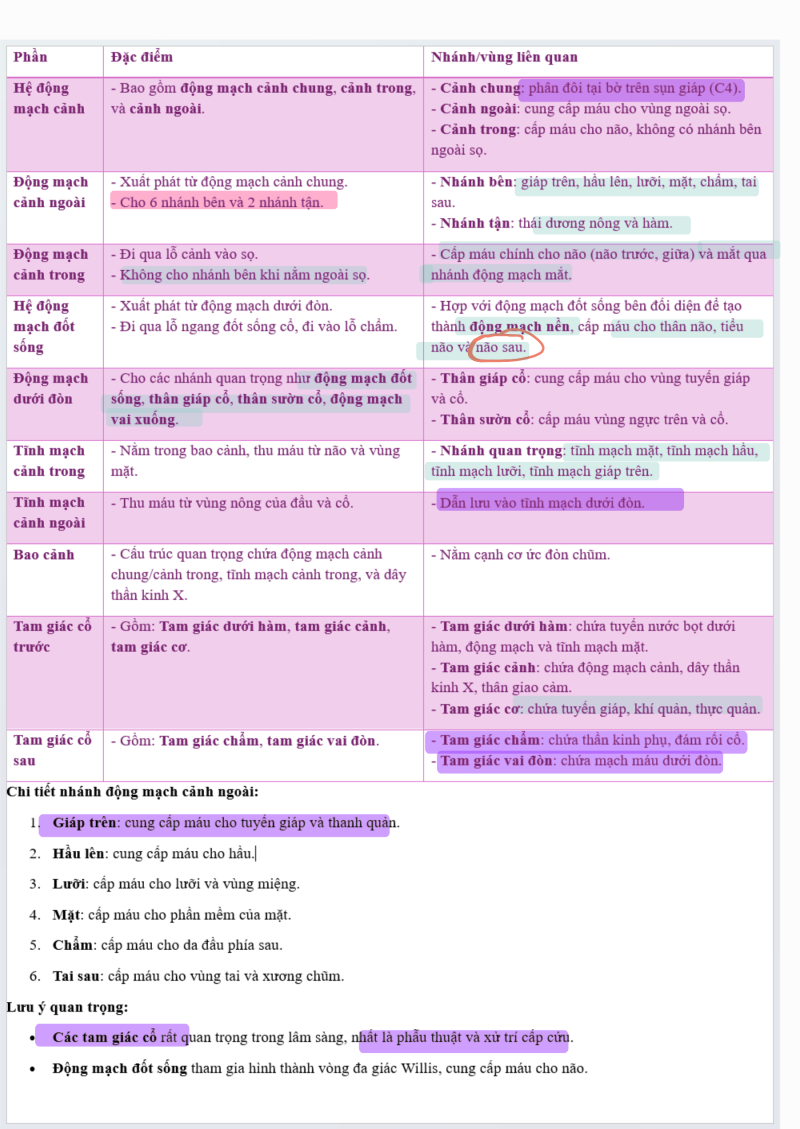 Phần Đặc điểm Nhánh/vùng liên quan
Hệ động
mạch cảnh
- Bao gồm động mạch cảnh chung, cảnh trong,
và cảnh ngoài.
- Cảnh chung: phân đôi tại bờ trên sụn giáp (C4).
- Cảnh ngoài: cung cấp máu cho vùng ngoài sọ.
- Cảnh trong: cấp máu cho não, không có nhánh bên
ngoài sọ.
Động mạch
cảnh ngoài
- Xuất phát từ động mạch cảnh chung.
- Cho 6 nhánh bên và 2 nhánh tận.
- Nhánh bên: giáp trên, hầu lên, lưỡi, mặt, chẩm, tai
sau.
- Nhánh tận: thái dương nông và hàm.
Động mạch
cảnh trong
- Đi qua lỗ cảnh vào sọ.
- Không cho nhánh bên khi nằm ngoài sọ.
- Cấp máu chính cho não (não trước, giữa) và mắt qua
nhánh động mạch mắt.
Hệ động
mạch đốt
sống
- Xuất phát từ động mạch dưới đòn.
- Đi qua lỗ ngang đốt sống cổ, đi vào lỗ chẩm.
- Hợp với động mạch đốt sống bên đối diện để tạo
thành động mạch nền, cấp máu cho thân não, tiểu
não và não sau.
Động mạch
dưới đòn
- Cho các nhánh quan trọng như động mạch đốt
sống, thân giáp cổ, thân sườn cổ, động mạch
vai xuống.
- Thân giáp cổ: cung cấp máu cho vùng tuyến giáp
và cổ.
- Thân sườn cổ: cấp máu vùng ngực trên và cổ.
Tĩnh mạch
cảnh trong
- Nằm trong bao cảnh, thu máu từ não và vùng
mặt.
- Nhánh quan trọng: tĩnh mạch mặt, tĩnh mạch hầu,
tĩnh mạch lưỡi, tĩnh mạch giáp trên.
Tĩnh mạch
cảnh ngoài
- Thu máu từ vùng nông của đầu và cổ.
- Dẫn lưu vào tĩnh mạch dưới đòn.
Bao cảnh
- Cấu trúc quan trọng chứa động mạch cảnh
chung/cảnh trong, tĩnh mạch cảnh trong, và dây
thần kinh X.
- Nằm cạnh cơ ức đòn chũm.
Tam giác cổ
trước
- Gồm: Tam giác dưới hàm, tam giác cảnh,
tam giác cơ.
- Tam giác dưới hàm: chứa tuyến nước bọt dưới
hàm, động mạch và tĩnh mạch mặt.
- Tam giác cảnh: chứa động mạch cảnh, dây thần
kinh X, thân giao cảm.
- Tam giác cơ: chứa tuyến giáp, khí quản, thực quản.
Tam giác cổ
sau
- Gồm: Tam giác chẩm, tam giác vai đòn.
- Tam giác chẩm: chứa thần kinh phụ, đám rối cổ.
- Tam giác vai đòn: chứa mạch máu dưới đòn.
Chi tiết nhánh động mạch cảnh ngoài:
1. Giáp trên: cung cấp máu cho tuyến giáp và thanh quản.
2. Hầu lên: cung cấp máu cho hầu.
3. Lưỡi: cấp máu cho lưỡi và vùng miệng.
4. Mặt: cấp máu cho phần mềm của mặt.
5. Chẩm: cấp máu cho da đầu phía sau.
6. Tai sau: cấp máu cho vùng tai và xương chũm.
Lưu ý quan trọng:
• Các tam giác cổ rất quan trọng trong lâm sàng, nhất là phẫu thuật và xử trí cấp cứu.
• Động mạch đốt sống tham gia hình thành vòng đa giác Willis, cung cấp máu cho não.